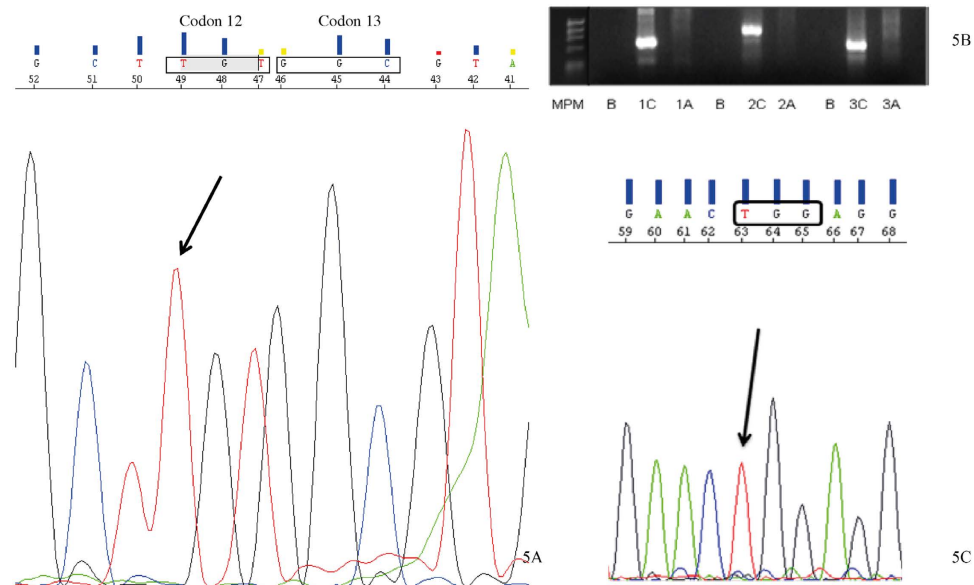 Codon 12 Codon 13
G C T T G T G G C G T A
52 51 50 49 48 47 46 45 44 43 42 41
5A
5B
MPM B 1C 1A B 2C 2A B 3C 3A
G A A C T G G A G G
59 60 61 62 63 64 65 66 67 68
5C